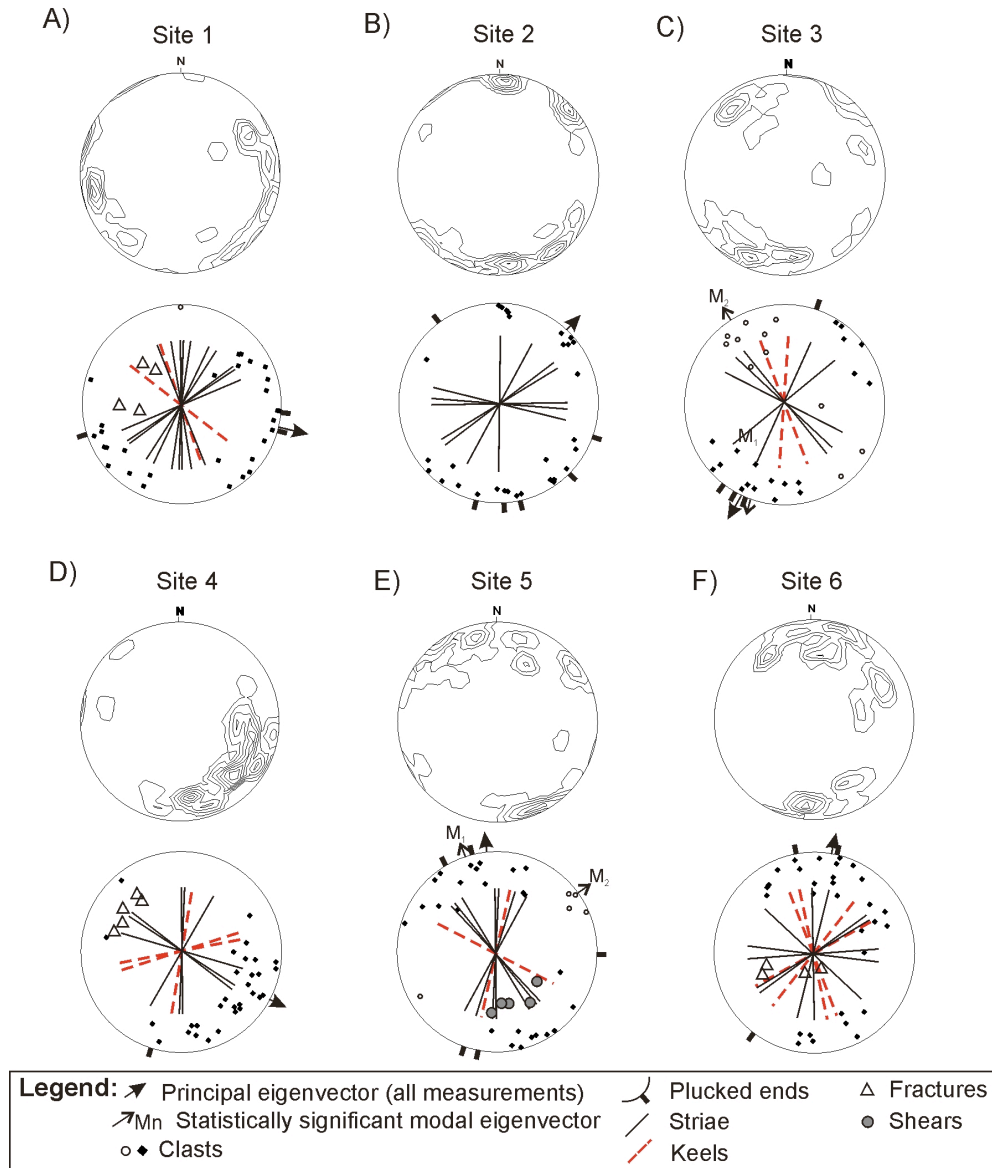 A)
Site 1
N
B)
Site 2
N
C)
Site 3
N
M2
M1
D)
Site 4
N
E)
Site 5
N
M1
M2
F)
Site 6
N
Legend:
Principal eigenvector (all measurements)
Mn Statistically significant modal eigenvector
Clasts
Plucked ends
Striae
Keels
Fractures
Shears